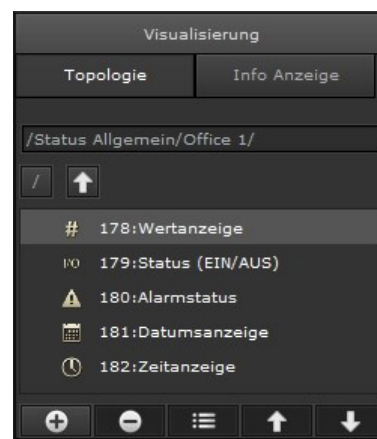 Visualisierung
Topologie Info Anzeige
/Status Allgemein/Office 1/
/
# 178:Wertanzeige
I/O 179:Status (EIN/AUS)
180:Alarmstatus
181:Datumsanzeige
182:Zeitanzeige